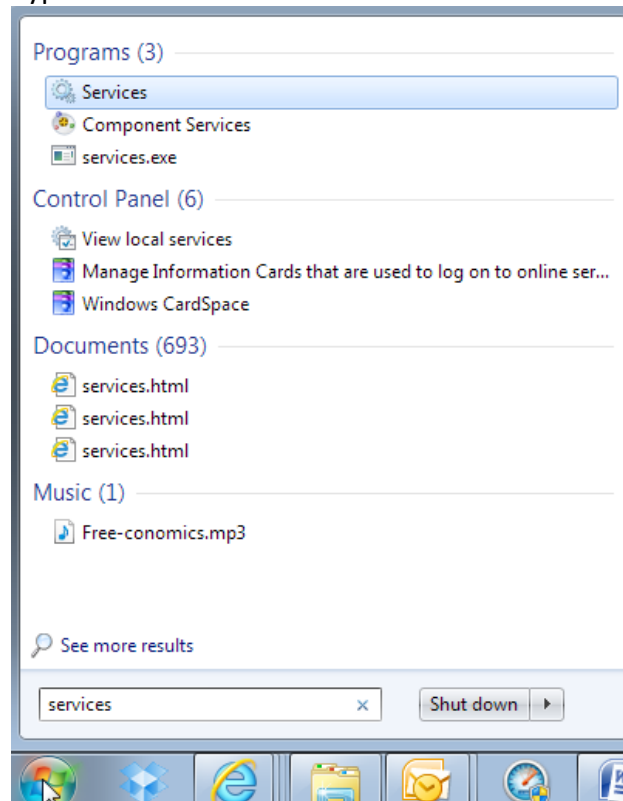 Programs (3)
Services
Component Services
services.exe
Control Panel (6)
View local services
Manage Information Cards that are used to log on to online ser...
Windows CardSpace
Documents (693)
services.html
services.html
services.html
Music (1)
Free-conomics.mp3
See more results
services
Shut down